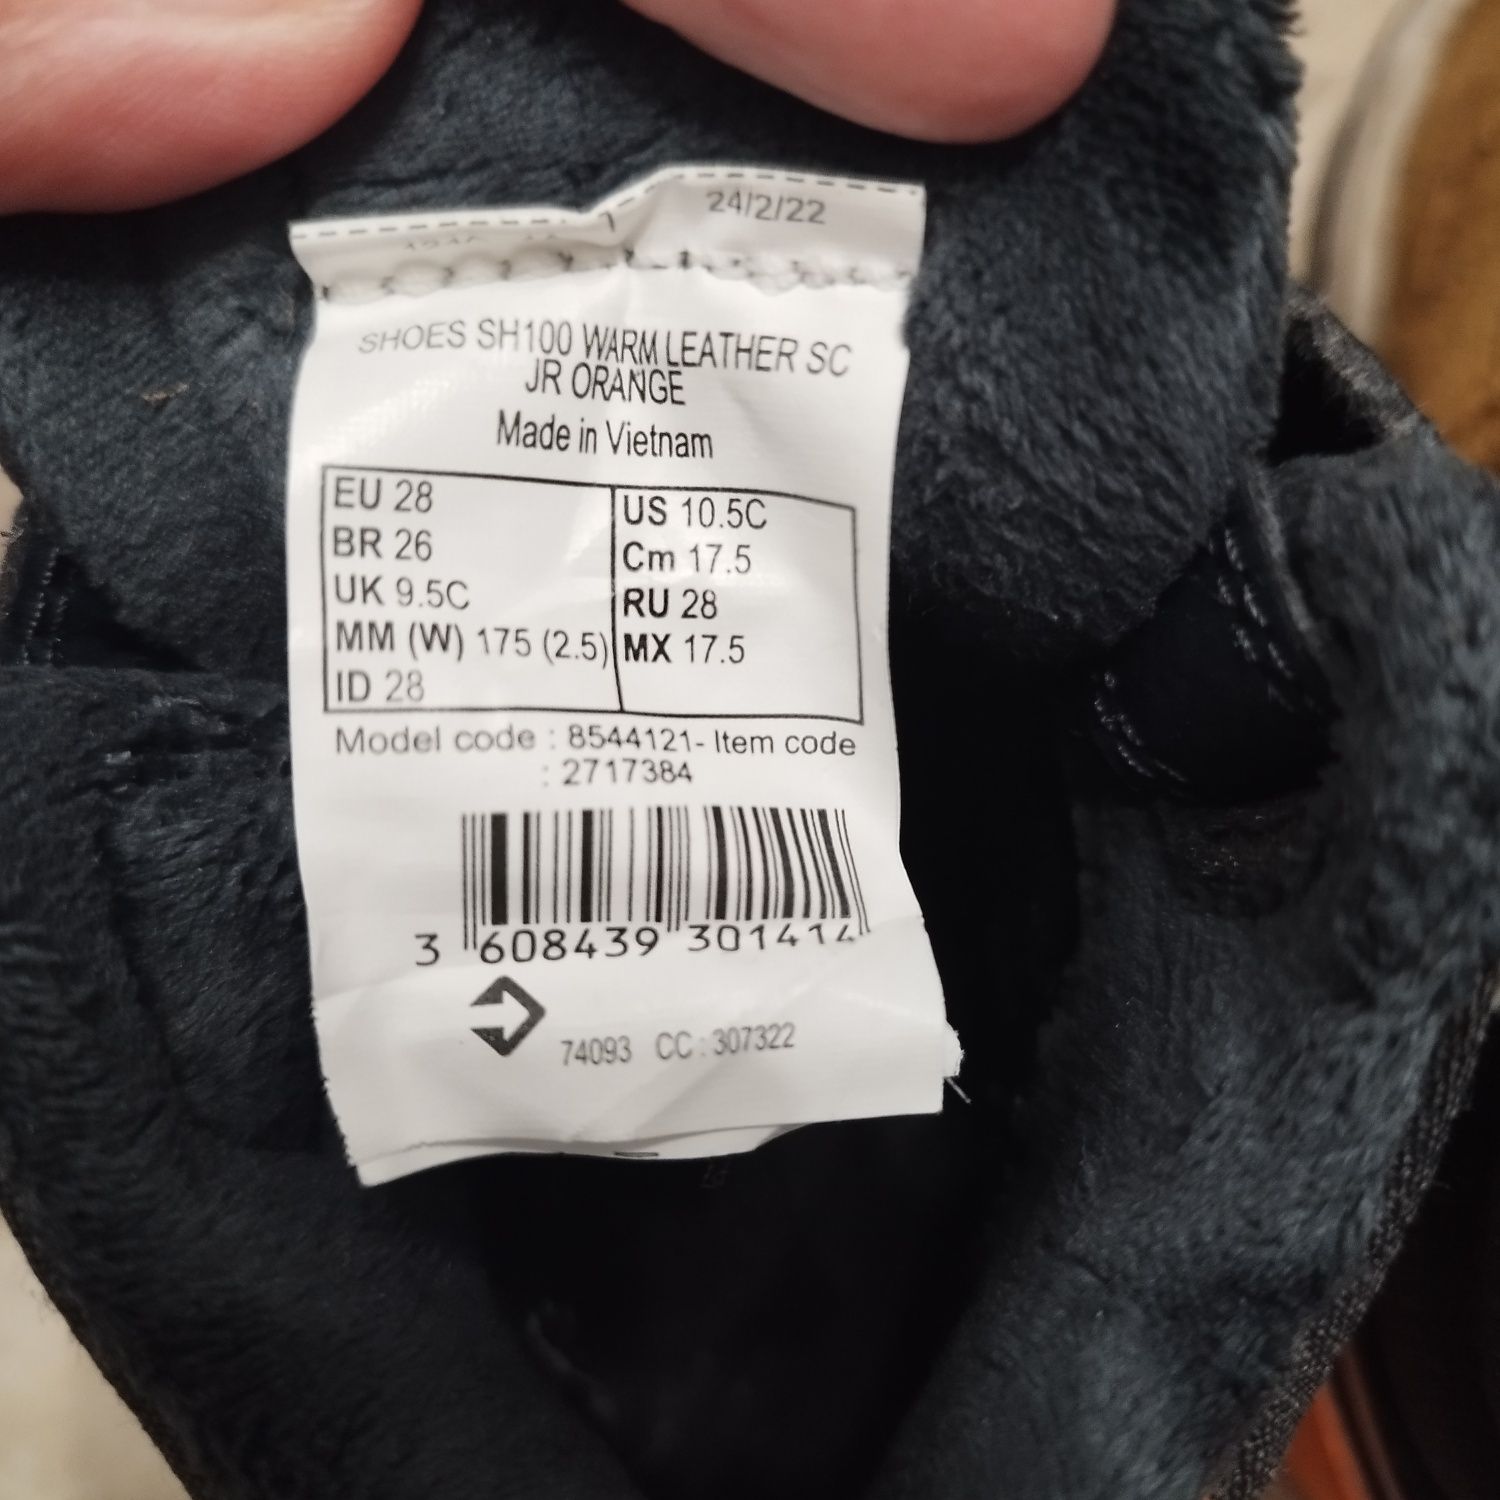 24/2/22
SHOES SH100 WARM LEATHER SC
JR ORANGE
Made in Vietnam
EU 28
BR 26
UK 9.5C
MM (W) 175 (2.5)
ID 28
US 10.5C
Cm 17.5
RU 28
MX 17.5
Model code : 8544121- Item code
: 2717384
3 608439 301414
74093 CC : 307322